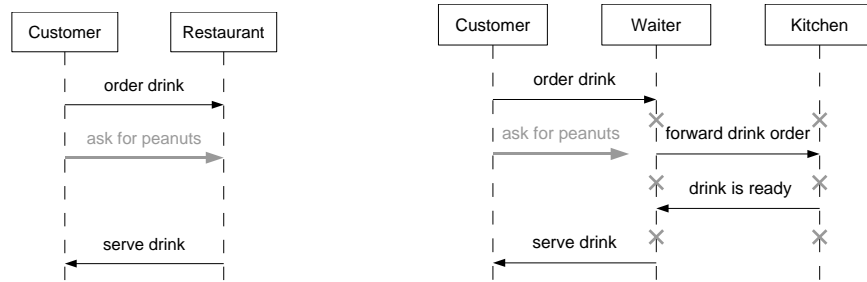 Customer
Restaurant
order drink
ask for peanuts
serve drink
Customer
Waiter
Kitchen
order drink
ask for peanuts
forward drink order
drink is ready
serve drink